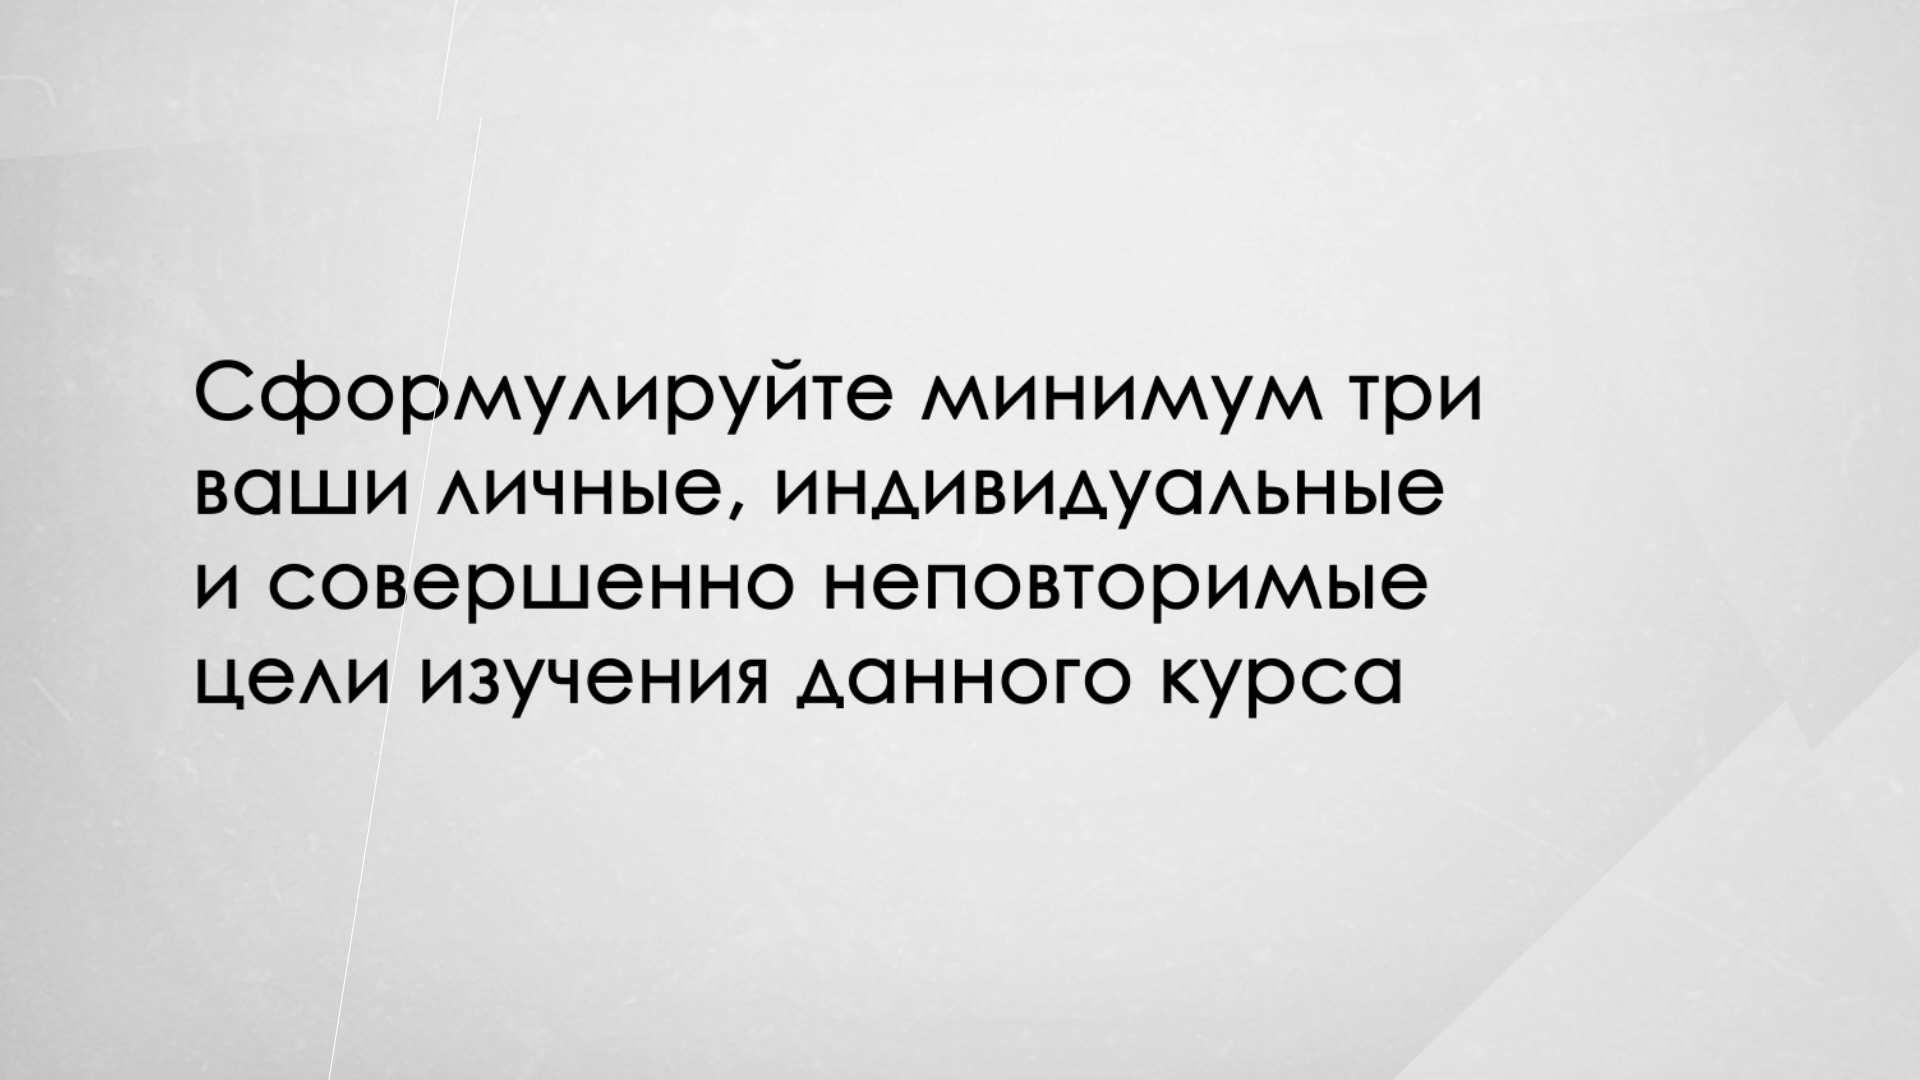 Сформулируйте минимум три
ваши личные, индивидуальные
и совершенно неповторимые
цели изучения данного курса